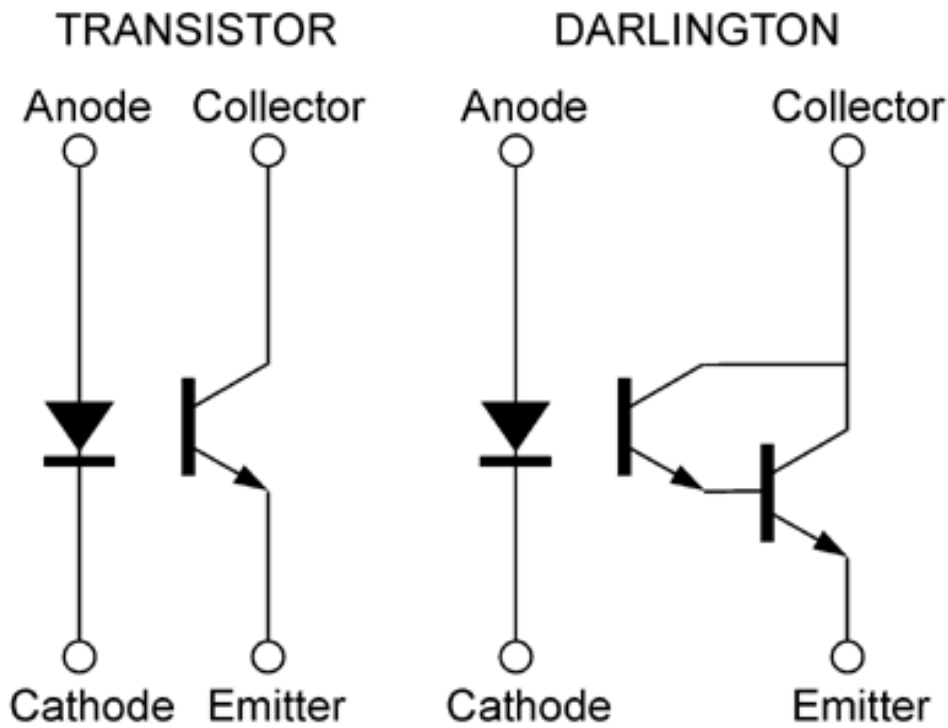 TRANSISTOR DARLINGTON
Anode Collector Anode Collector
Cathode Emitter Cathode Emitter